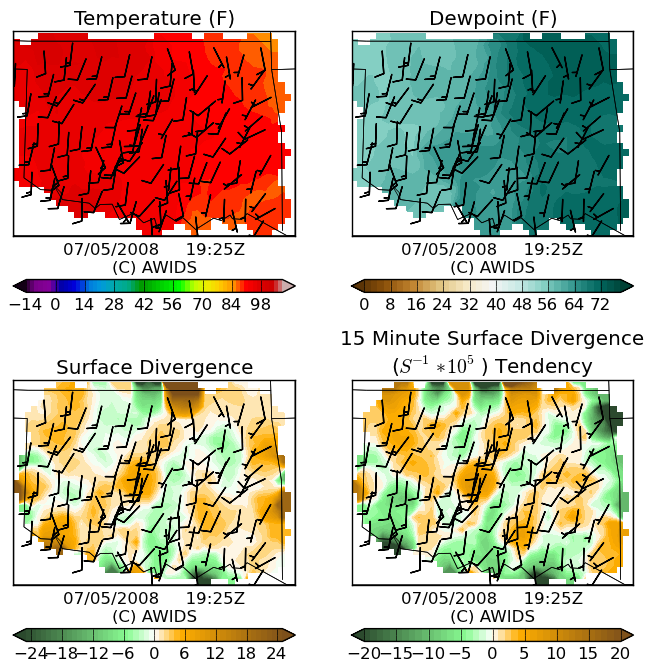 Temperature (F)
Dewpoint (F)
07/05/2008 19:25Z
(C) AWIDS
−14 0 14 28 42 56 70 84 98
07/05/2008 19:25Z
(C) AWIDS
0 8 16 24 32 40 48 56 64 72
Surface Divergence
15 Minute Surface Divergence
(S⁻¹ *10⁵ ) Tendency
07/05/2008 19:25Z
(C) AWIDS
−24 −18 −12 −6 0 6 12 18 24
07/05/2008 19:25Z
(C) AWIDS
−20 −15 −10 −5 0 5 10 15 20